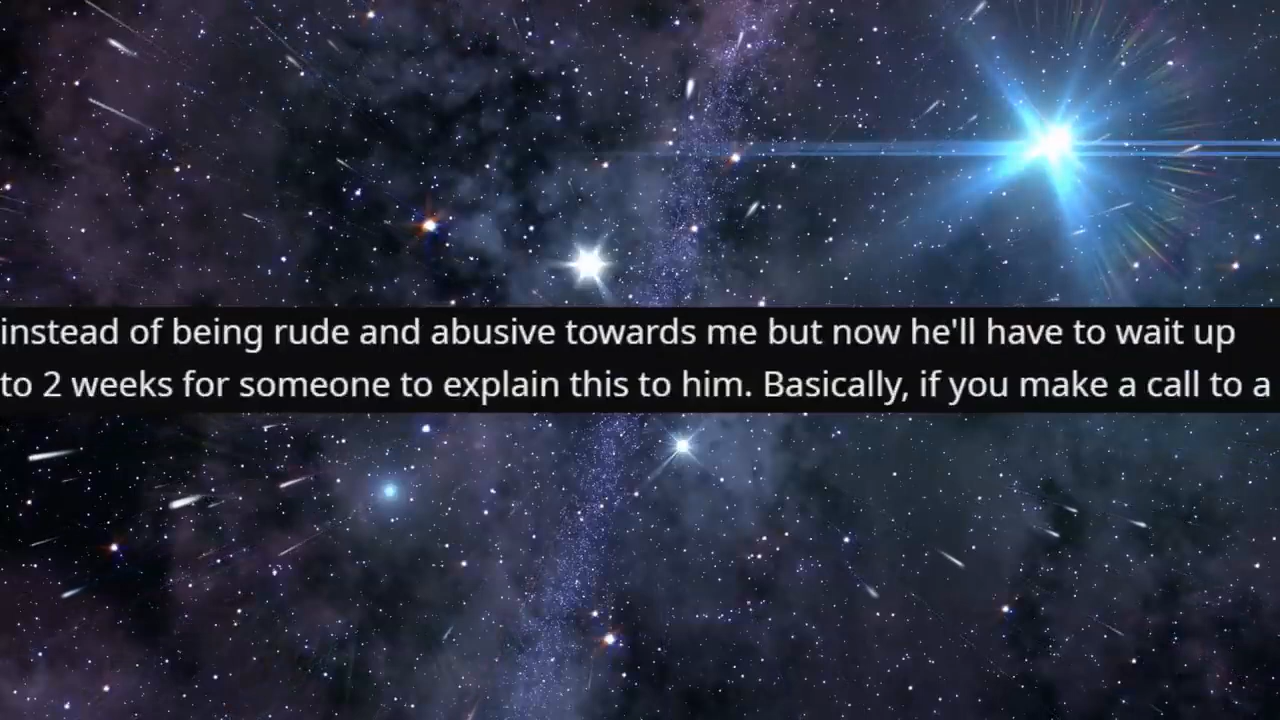 instead of being rude and abusive towards me but now he'll have to wait up
to 2 weeks for someone to explain this to him. Basically, if you make a call to a